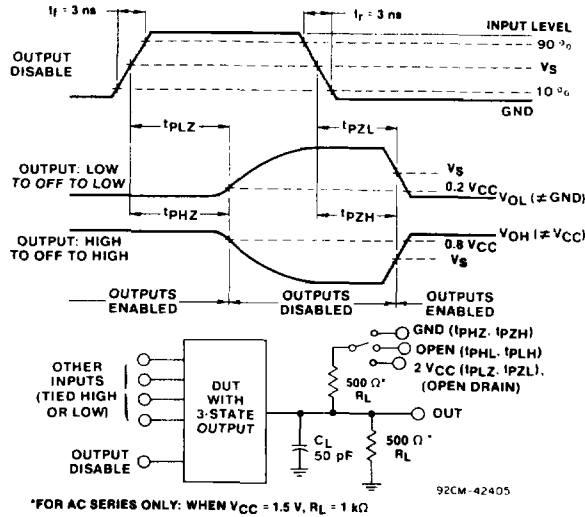 tf = 3 ns
tr = 3 ns
INPUT LEVEL
90 %
OUTPUT
DISABLE
VS
10 %
GND
tPLZ
tPZL
OUTPUT: LOW
TO OFF TO LOW
VS
0.2 VCC
VOL (≠ GND)
tPHZ
tPZH
OUTPUT: HIGH
TO OFF TO HIGH
VOH (≠ VCC)
0.8 VCC
VS
OUTPUTS
ENABLED
OUTPUTS
DISABLED
OUTPUTS
ENABLED
GND (tPHZ, tPZH)
OPEN (tPHL, tPLH)
2 VCC (tPLZ, tPZL),
(OPEN DRAIN)
OTHER
INPUTS
(TIED HIGH
OR LOW)
DUT
WITH
3-STATE
OUTPUT
500 Ω*
RL
OUT
CL
50 pF
500 Ω*
RL
OUTPUT
DISABLE
92CM-42405
*FOR AC SERIES ONLY: WHEN VCC = 1.5 V, RL = 1 kΩ